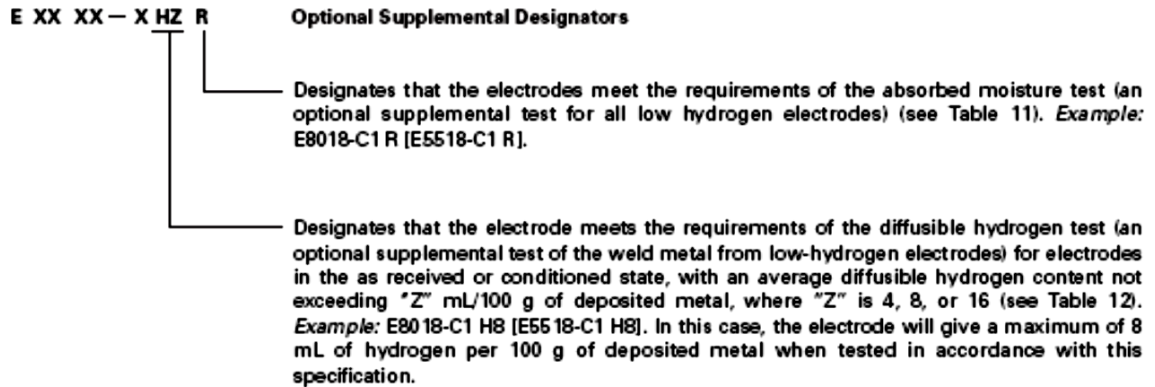 E XX XX — X HZ R Optional Supplemental Designators
Designates that the electrodes meet the requirements of the absorbed moisture test (an
optional supplemental test for all low hydrogen electrodes) (see Table 11). Example:
E8018-C1 R [E5518-C1 R].
Designates that the electrode meets the requirements of the diffusible hydrogen test (an
optional supplemental test of the weld metal from low-hydrogen electrodes) for electrodes
in the as received or conditioned state, with an average diffusible hydrogen content not
exceeding "Z" mL/100 g of deposited metal, where "Z" is 4, 8, or 16 (see Table 12).
Example: E8018-C1 H8 [E5518-C1 H8]. In this case, the electrode will give a maximum of 8
mL of hydrogen per 100 g of deposited metal when tested in accordance with this
specification.